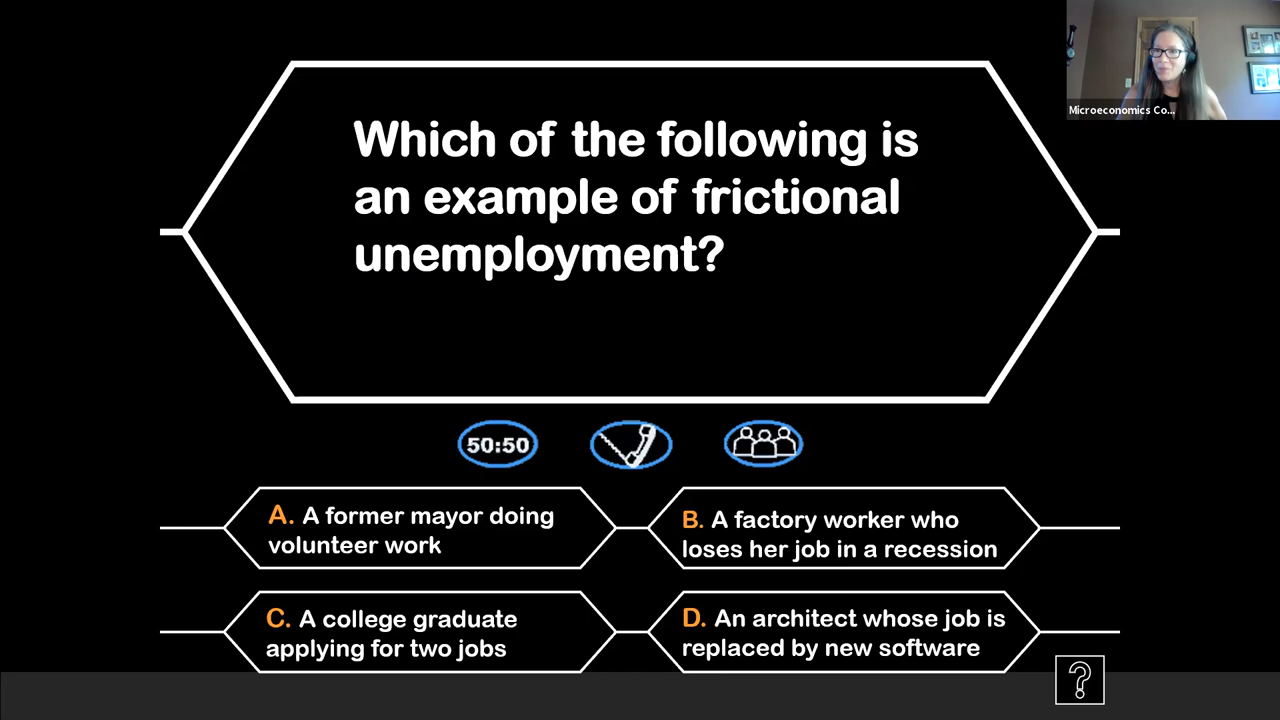 Microeconomics Co...
Which of the following is
an example of frictional
unemployment?
50:50
A. A former mayor doing
volunteer work
B. A factory worker who
loses her job in a recession
C. A college graduate
applying for two jobs
D. An architect whose job is
replaced by new software
?